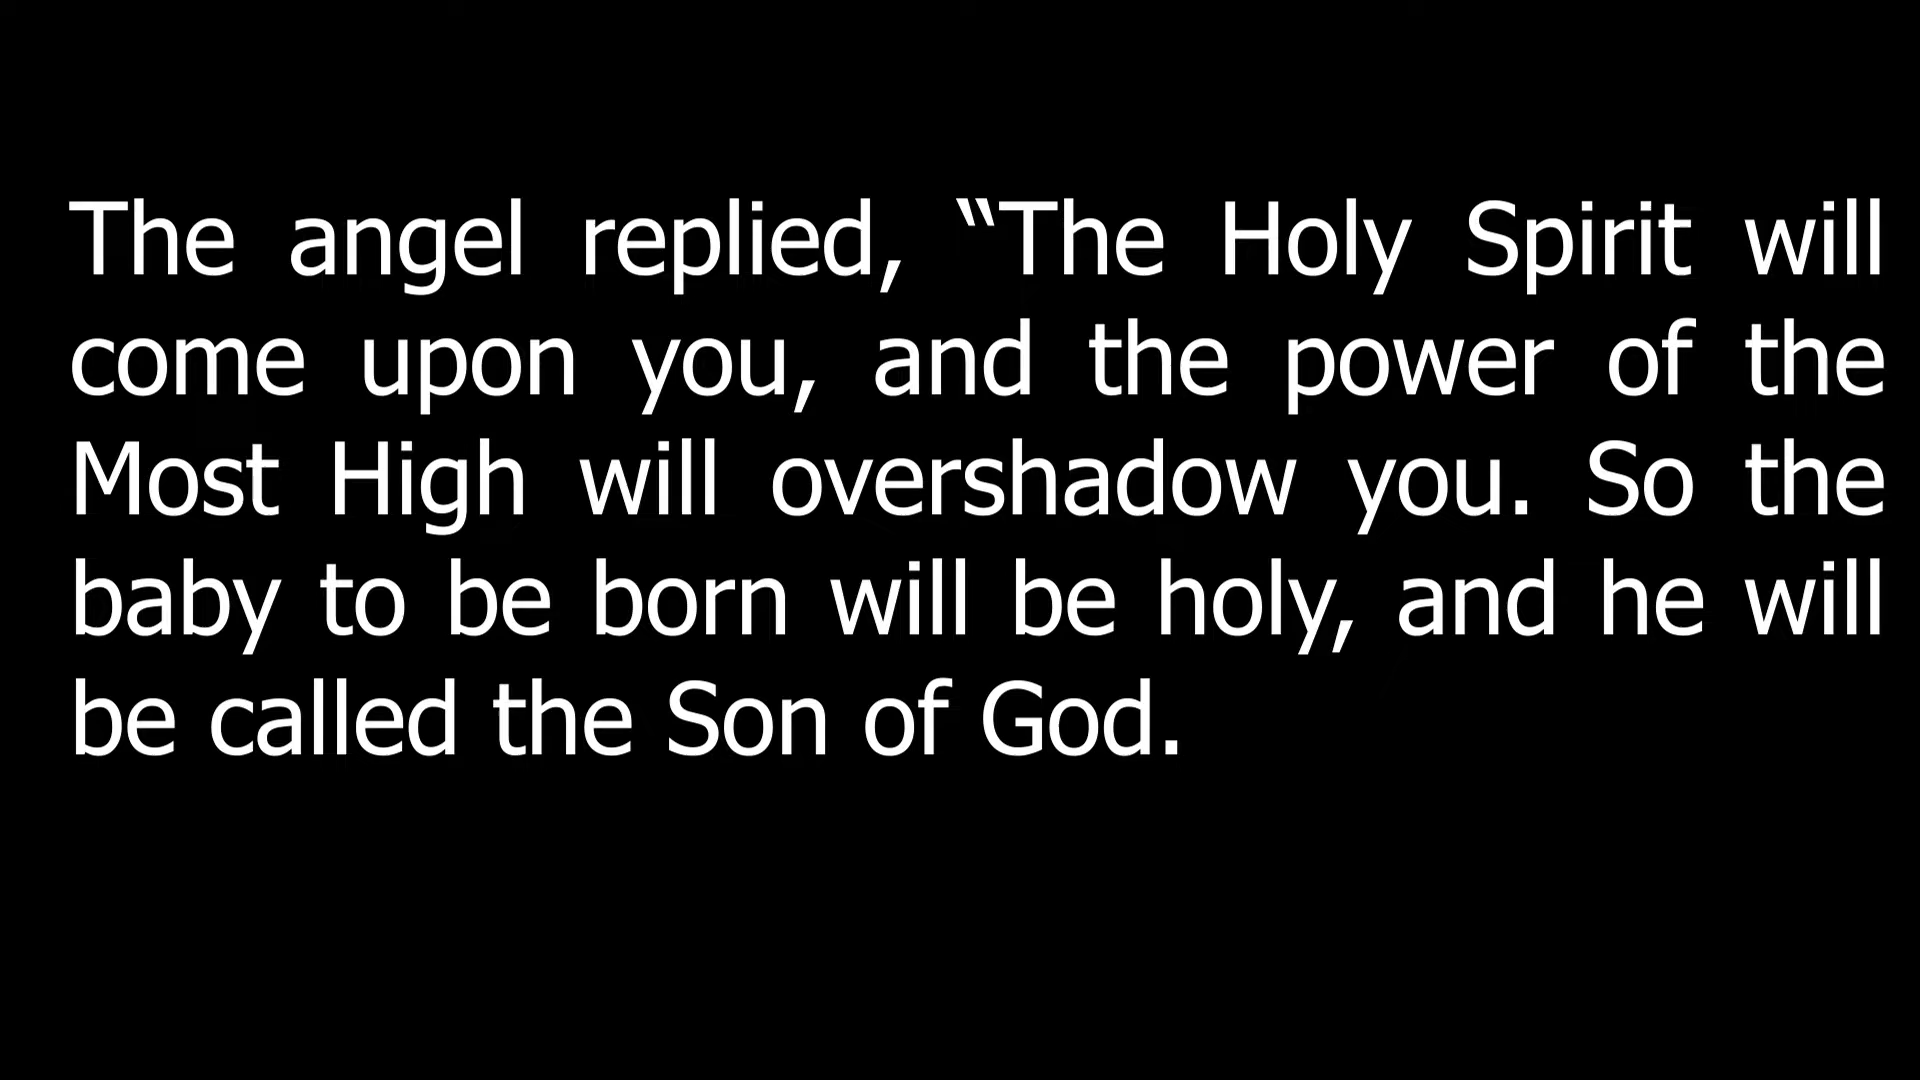 The angel replied, “The Holy Spirit will
come upon you, and the power of the
Most High will overshadow you. So the
baby to be born will be holy, and he will
be called the Son of God.